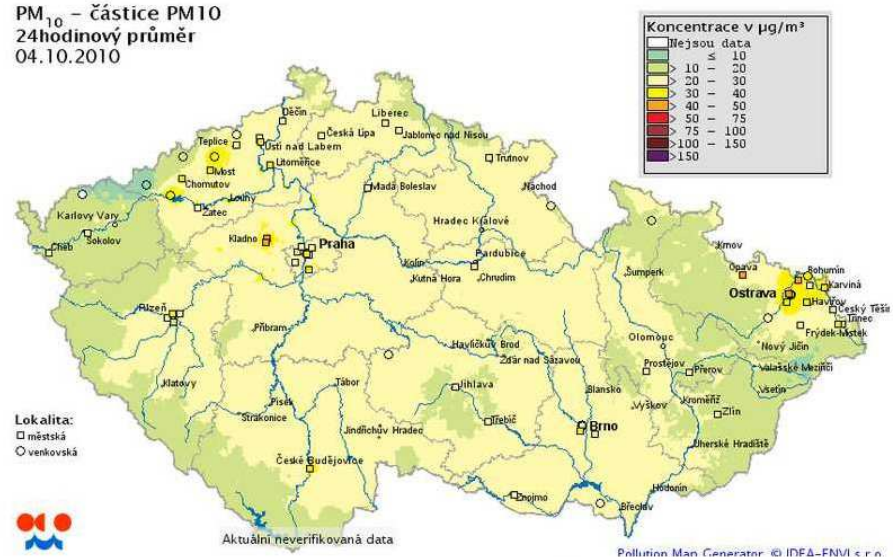 PM10 – částice PM10
24hodinový průměr
04.10.2010
Koncentrace v µg/m³
Nejsou data
≤ 10
> 10 – 20
> 20 – 30
> 30 – 40
> 40 – 50
> 50 – 75
> 75 – 100
>100 – 150
>150
Děčín
Liberec
Teplice
Česká Lípa
Jablonec nad Nisou
Ústí nad Labem
Trutnov
Litoměřice
Most
Chomutov
Mladá Boleslav
Náchod
Louny
Žatec
Karlovy Vary
Hradec Králové
Sokolov
Cheb
Kladno
Praha
Krnov
Pardubice
Opava
Bohumín
Kolín
Karviná
Kutná Hora
Chrudim
Šumperk
Ostrava
Havířov
Český Těšín
Plzeň
Třinec
Příbram
Frýdek-Místek
Havlíčkův Brod
Olomouc
Nový Jičín
Žďár nad Sázavou
Prostějov
Přerov
Valašské Meziříčí
Klatovy
Tábor
Jihlava
Blansko
Vsetín
Písek
Kroměříž
Vyškov
Zlín
Strakonice
Třebíč
Brno
Jindřichův Hradec
Uherské Hradiště
České Budějovice
Hodonín
Znojmo
Břeclav
Lokalita:
městská
venkovská
Aktuální neverifikovaná data
Pollution Map Generator, © IDEA-ENVI s.r.o.